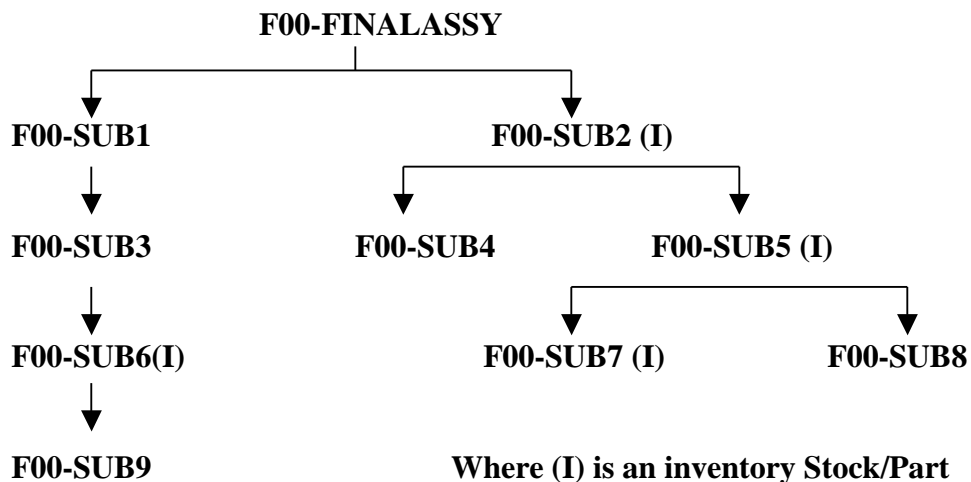 F00-FINALASSY
F00-SUB1 F00-SUB2 (I)
F00-SUB3 F00-SUB4 F00-SUB5 (I)
F00-SUB6(I) F00-SUB7 (I) F00-SUB8
F00-SUB9 Where (I) is an inventory Stock/Part